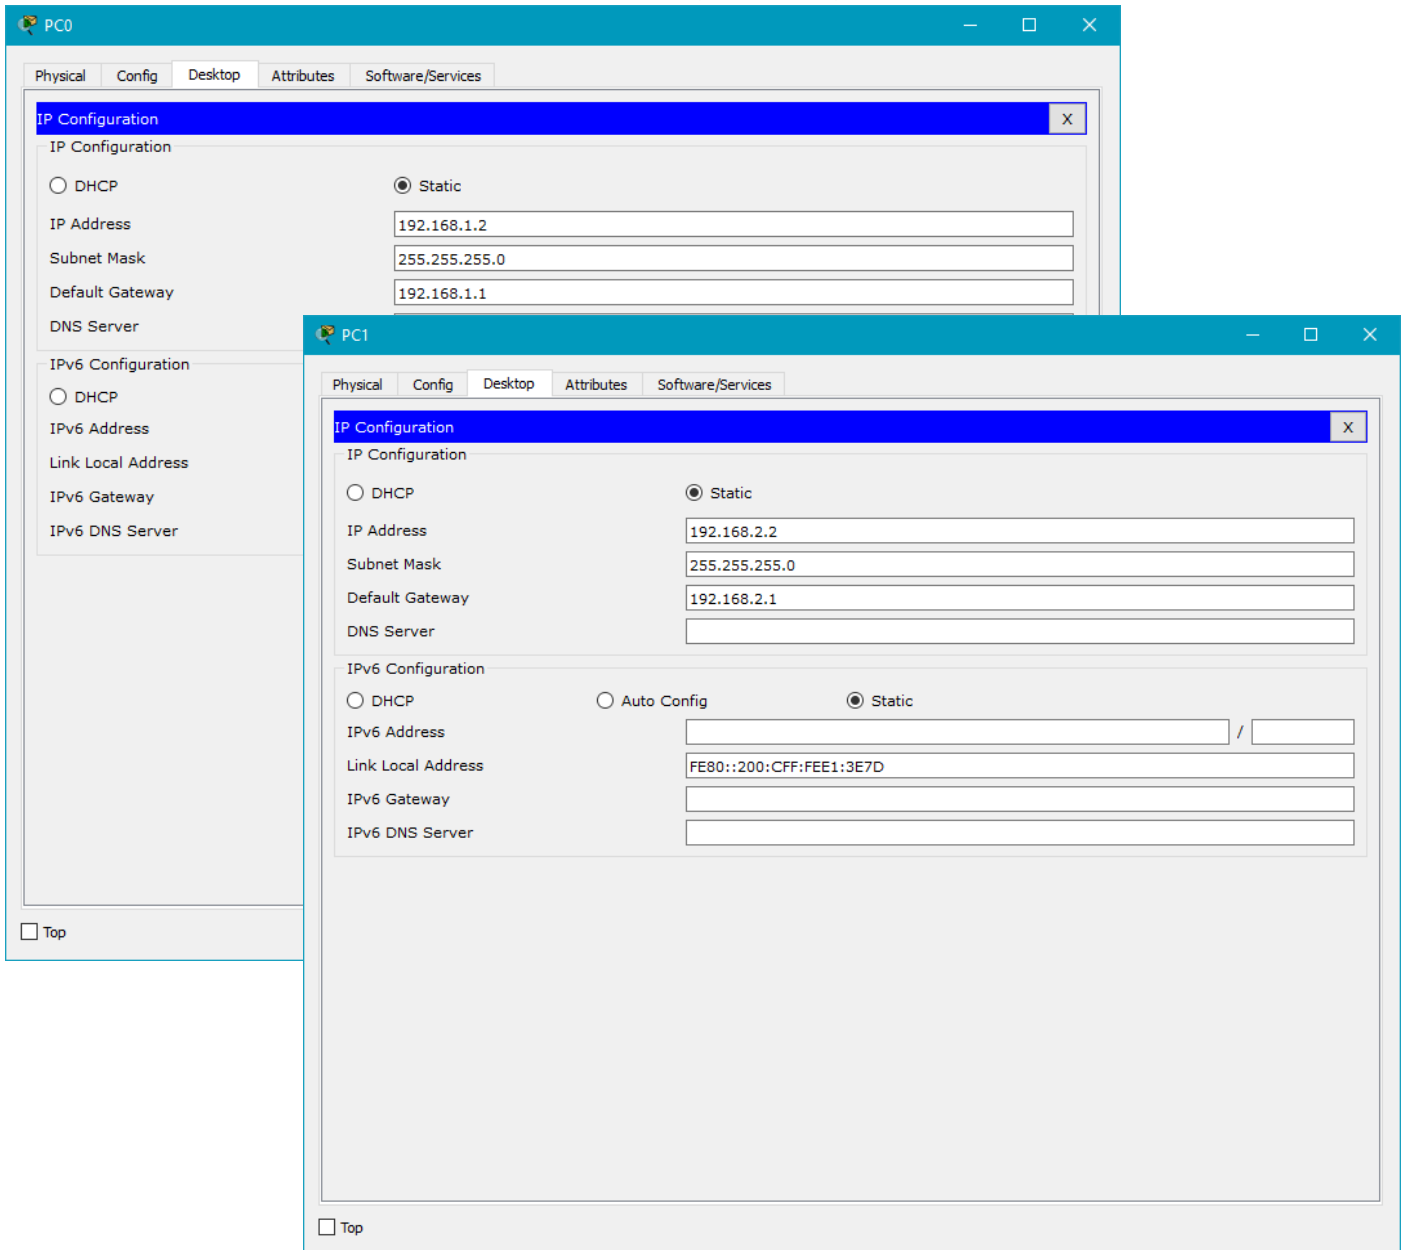 PC0
Physical Config Desktop Attributes Software/Services
IP Configuration X
IP Configuration
DHCP Static
IP Address 192.168.1.2
Subnet Mask 255.255.255.0
Default Gateway 192.168.1.1
DNS Server
IPv6 Configuration
DHCP
IPv6 Address
Link Local Address
IPv6 Gateway
IPv6 DNS Server
Top
PC1
Physical Config Desktop Attributes Software/Services
IP Configuration X
IP Configuration
DHCP Static
IP Address 192.168.2.2
Subnet Mask 255.255.255.0
Default Gateway 192.168.2.1
DNS Server
IPv6 Configuration
DHCP Auto Config Static
IPv6 Address /
Link Local Address FE80::200:CFF:FEE1:3E7D
IPv6 Gateway
IPv6 DNS Server
Top